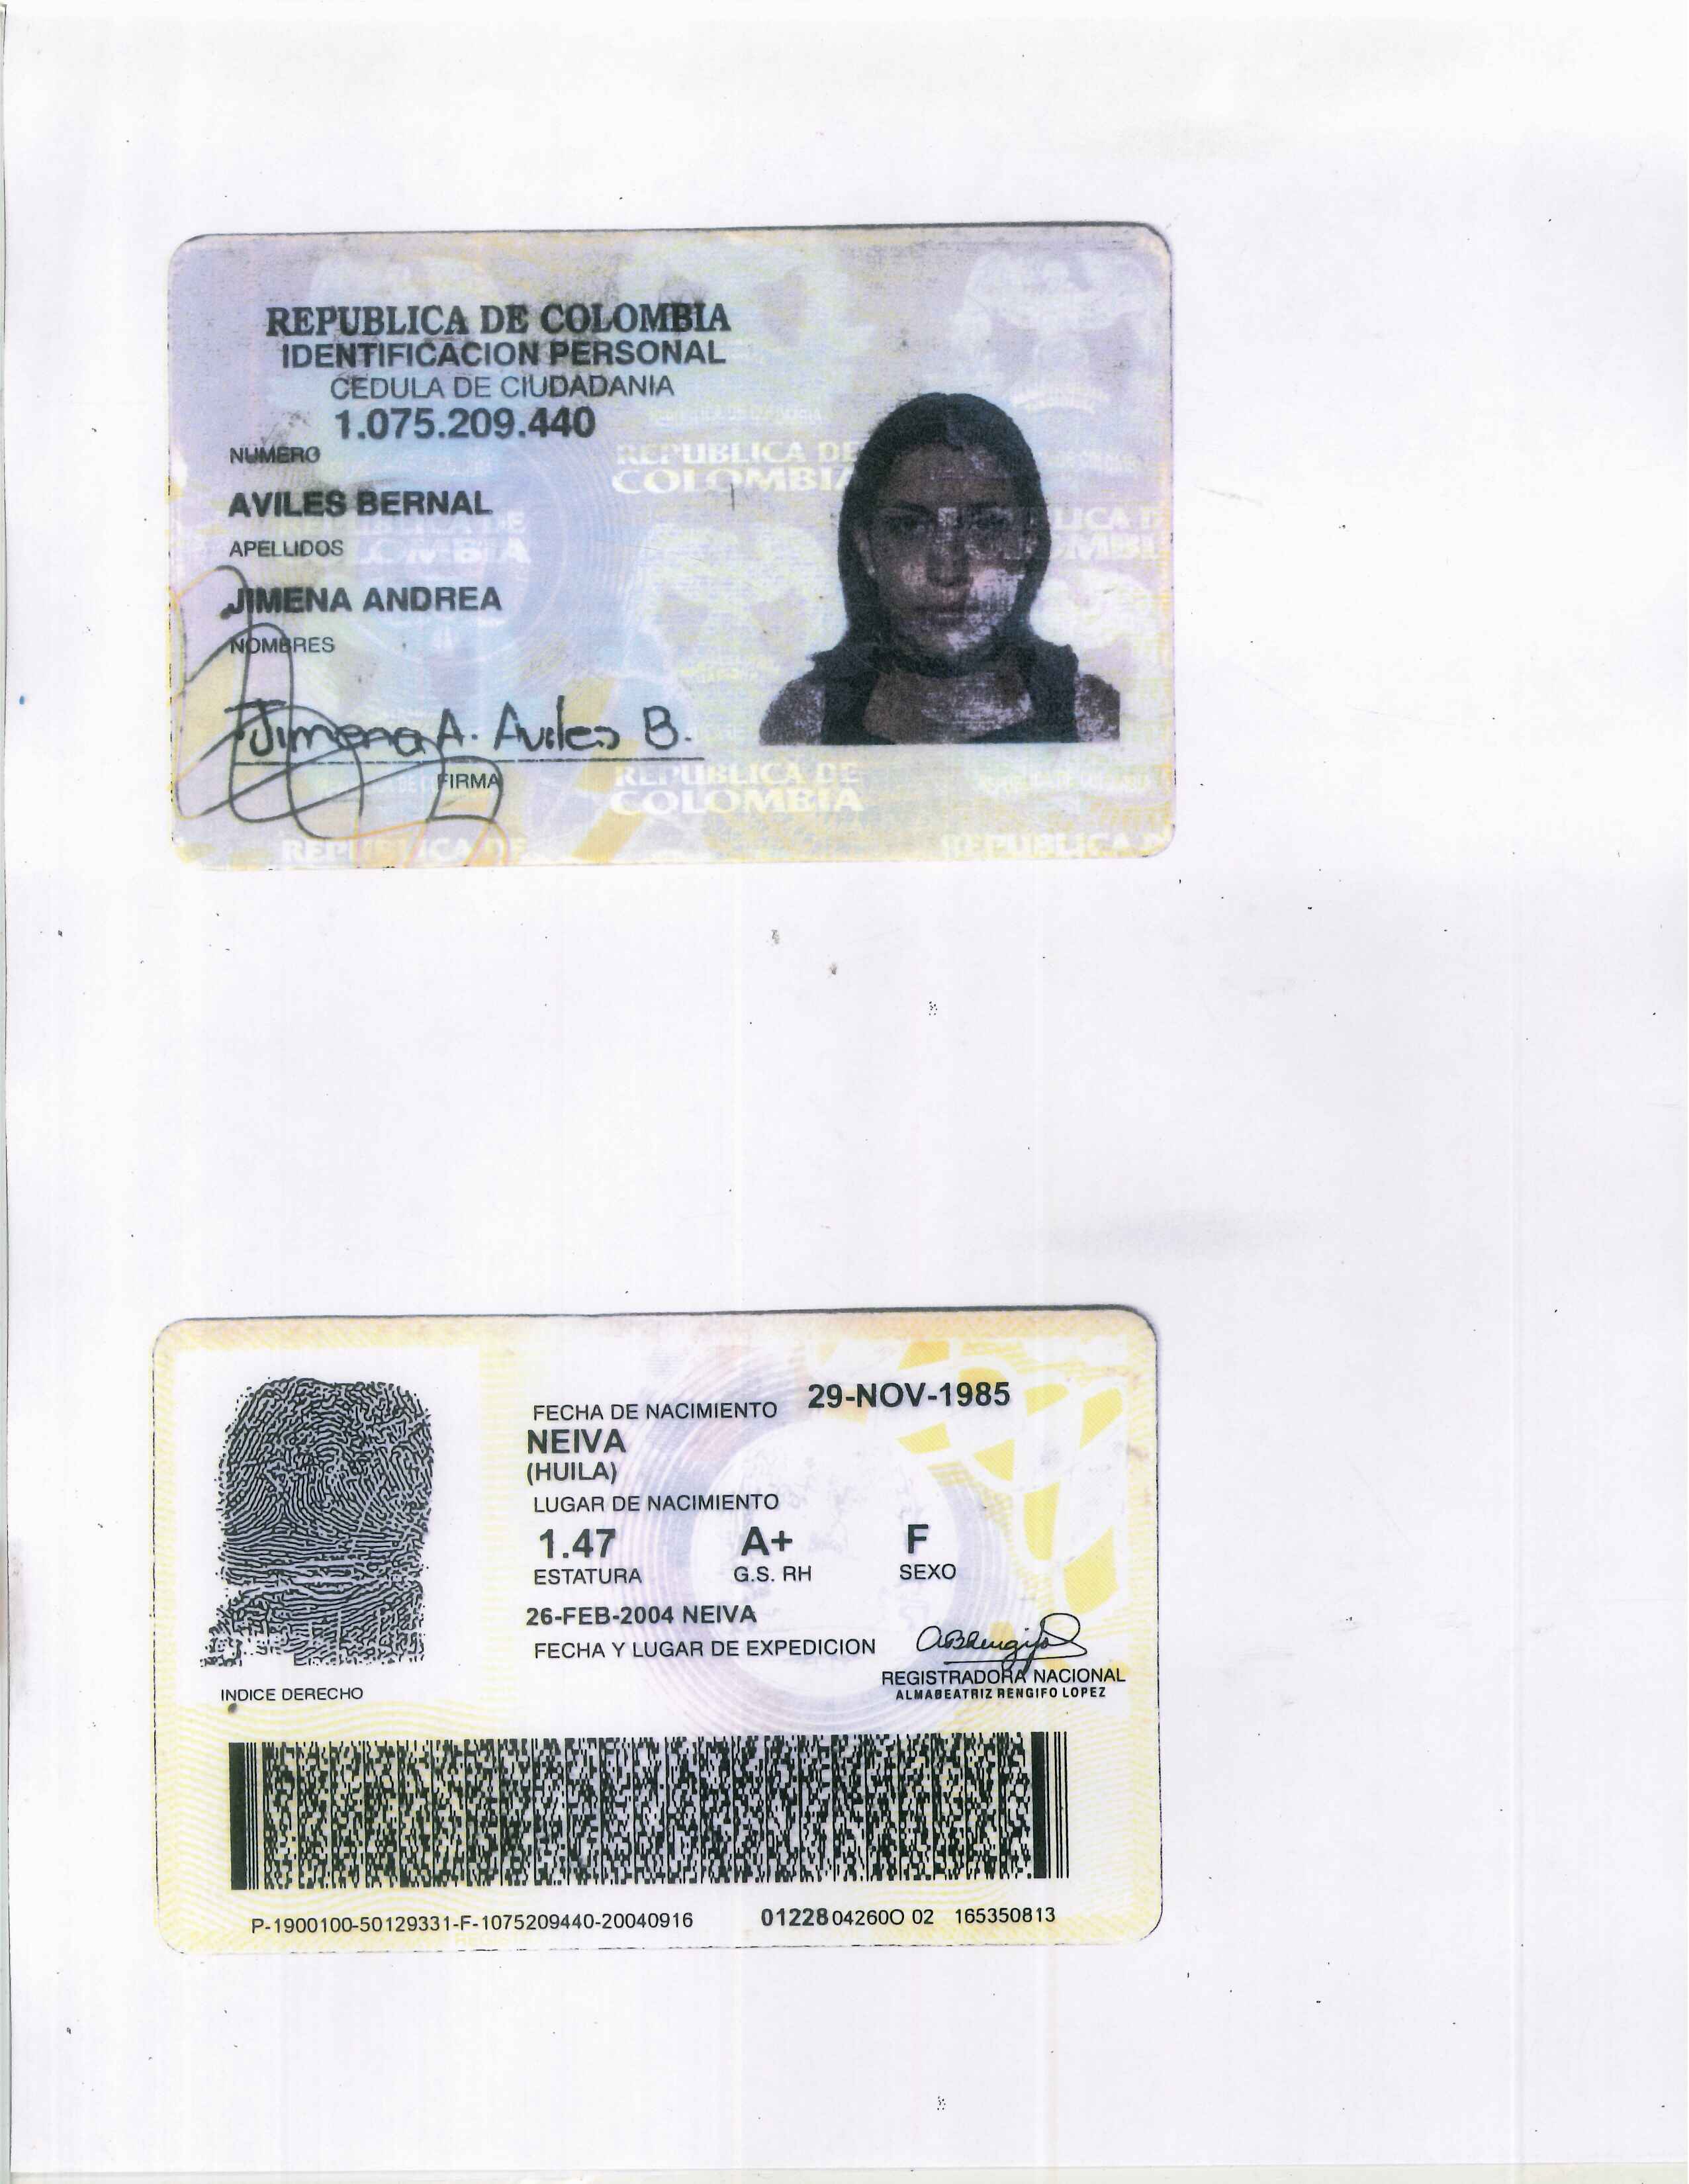 REPUBLICA DE COLOMBIA
IDENTIFICACION PERSONAL
CEDULA DE CIUDADANIA
1.075.209.440
NUMERO
AVILES BERNAL
APELLIDOS
JIMENA ANDREA
NOMBRES
Jimena A. Aviles B.
FIRMA
REPUBLICA DE
COLOMBIA
REPUBLICA DE
COLOMBIA
REPUBLICA DE
29-NOV-1985
FECHA DE NACIMIENTO
NEIVA
(HUILA)
LUGAR DE NACIMIENTO
1.47 A+ F
ESTATURA G.S. RH SEXO
26-FEB-2004 NEIVA
FECHA Y LUGAR DE EXPEDICION
REGISTRADORA NACIONAL
ALMABEATRIZ RENGIFO LOPEZ
INDICE DERECHO
P-1900100-50129331-F-1075209440-20040916 0122804260O 02 165350813